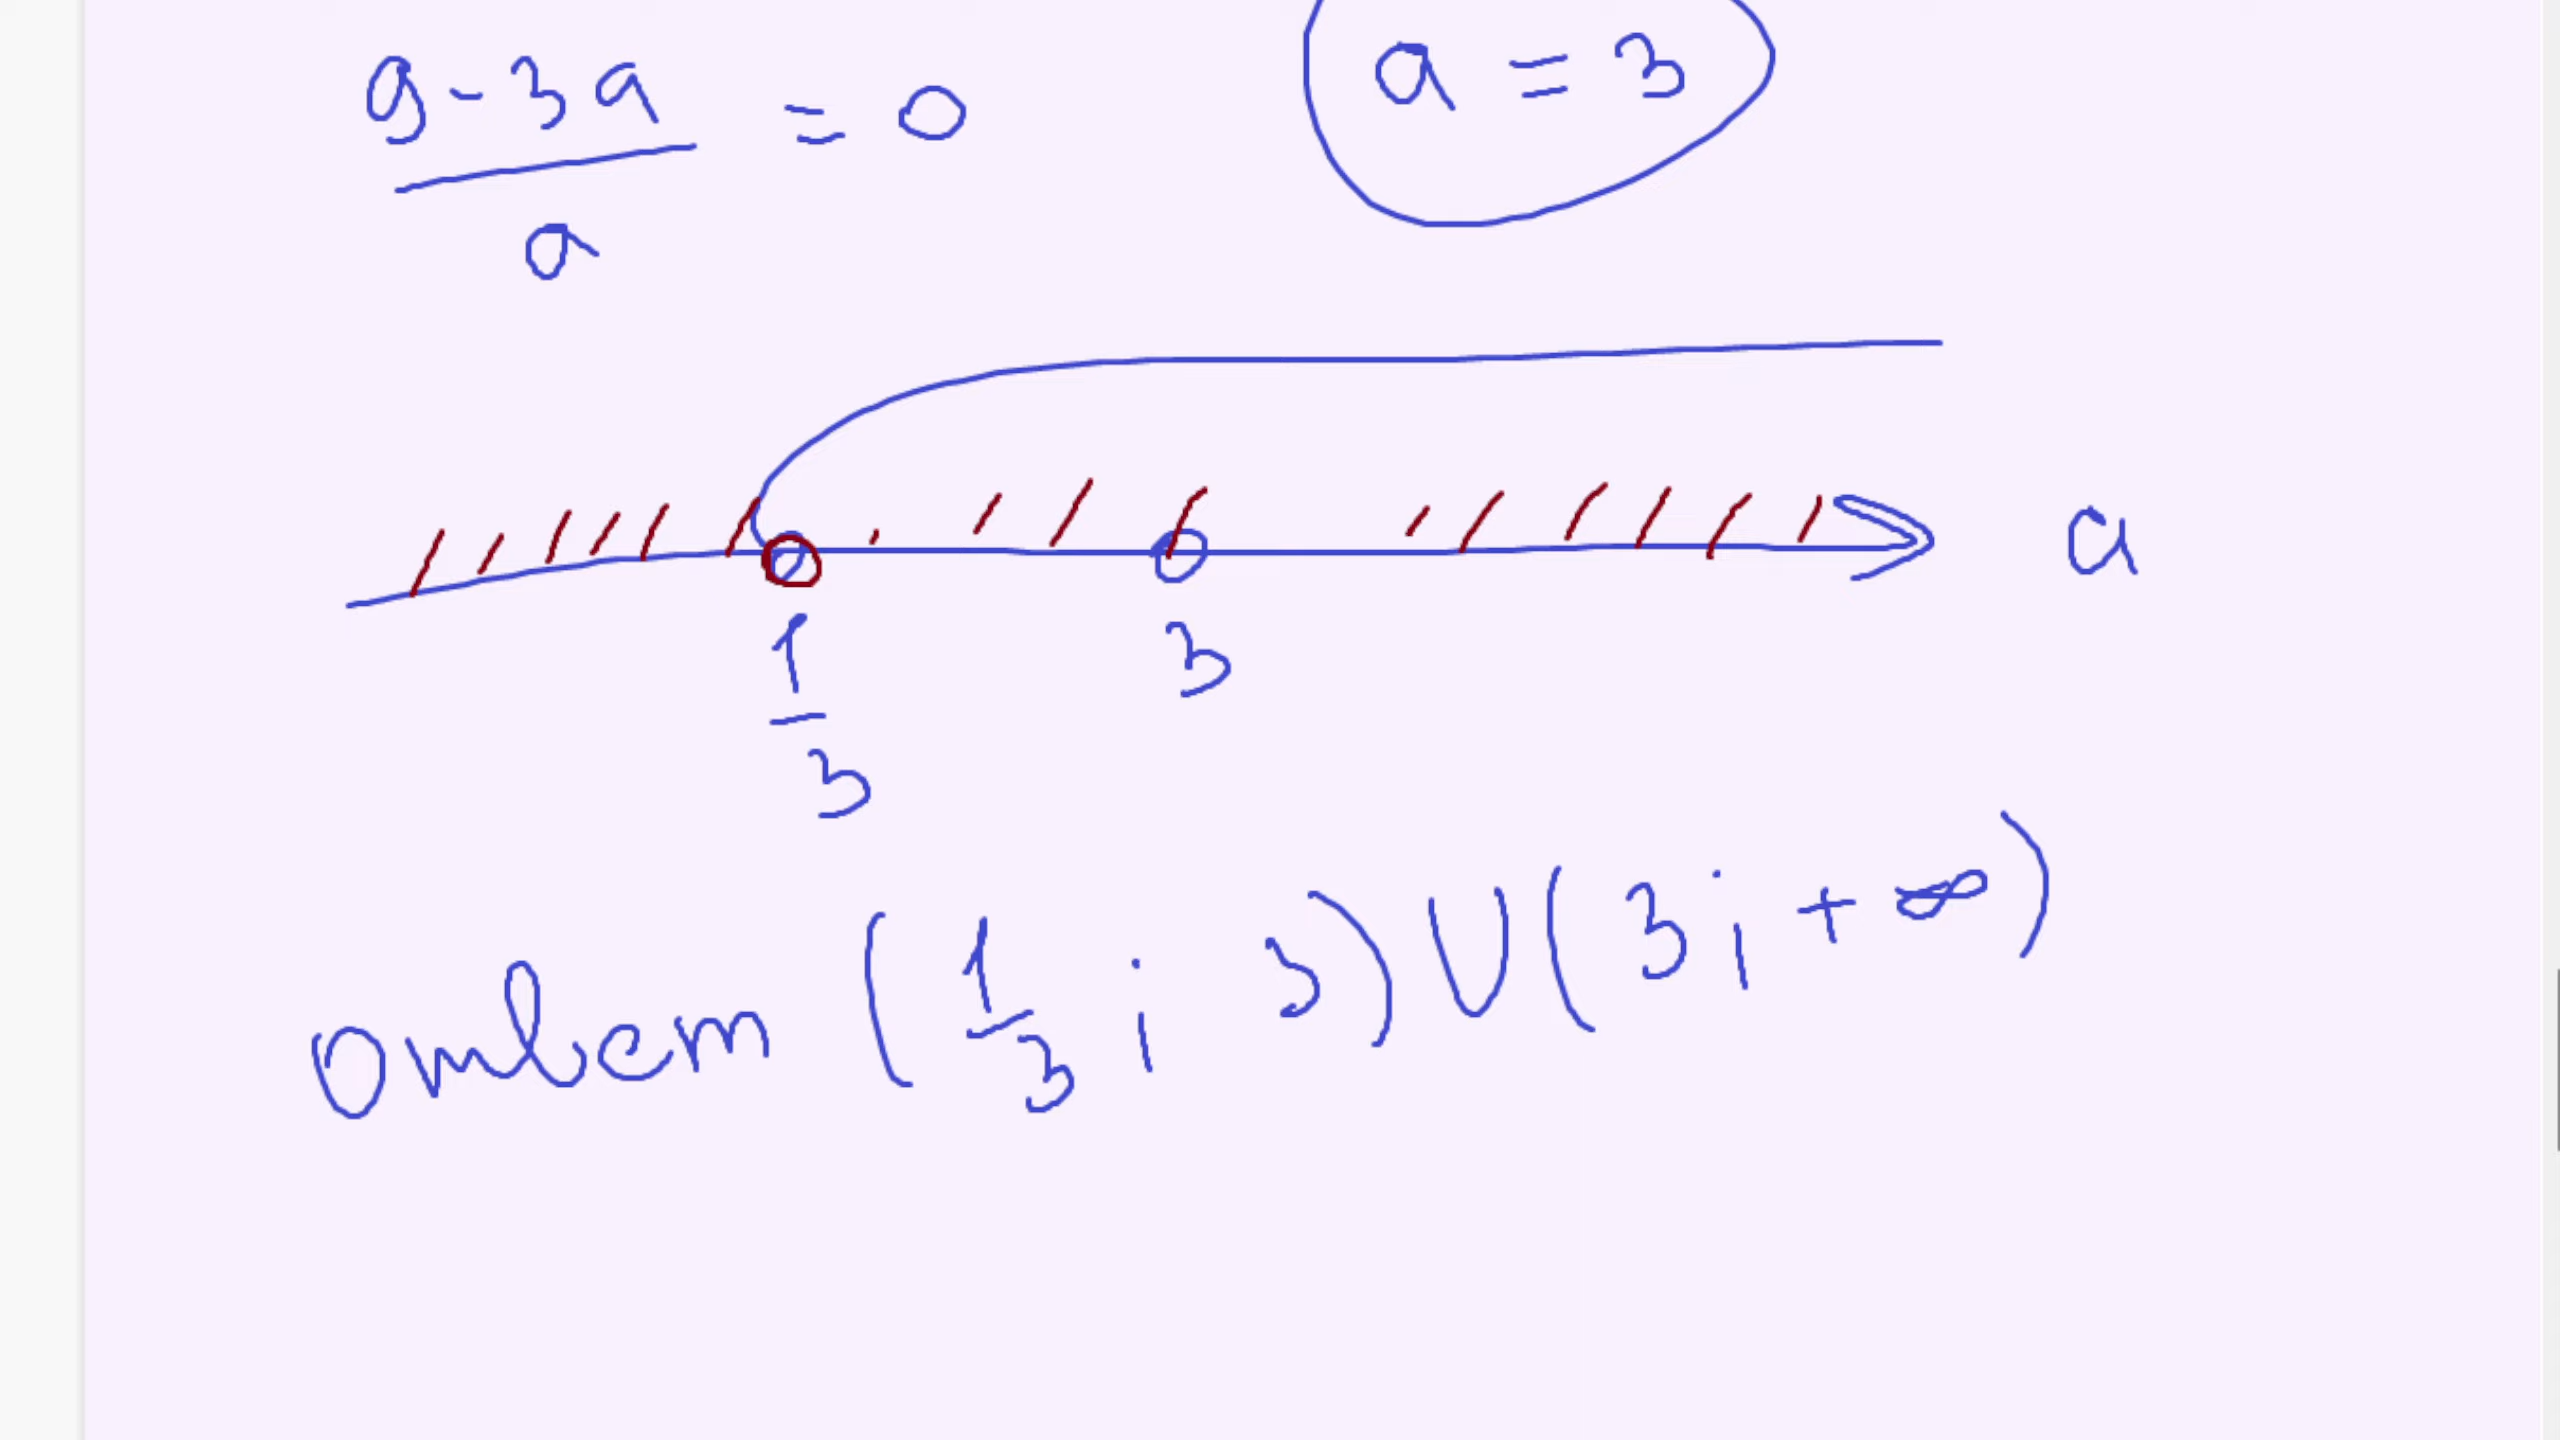 9-3a/a = 0    a = 3
a
1/3    3
ответ (1/3 ; 3) U (3 ; +∞)